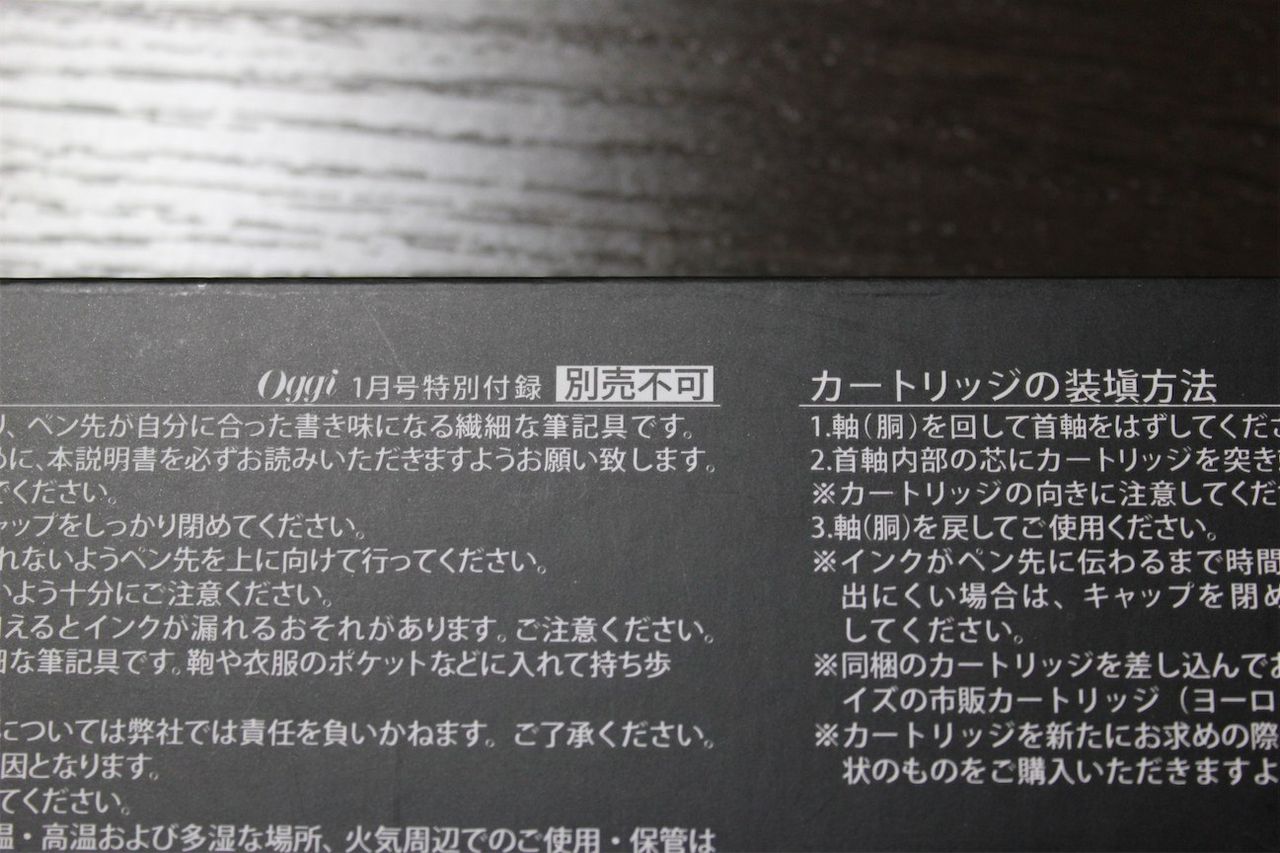 Oggi 1月号特別付録 別売不可
、ペン先が自分に合った書き味になる繊細な筆記具です。
めに、本説明書を必ずお読みいただきますようお願い致します。
でください。
キャップをしっかり閉めてください。
れないようペン先を上に向けて行ってください。
いよう十分にご注意ください。
加えるとインクが漏れるおそれがあります。ご注意ください。
細な筆記具です。鞄や衣服のポケットなどに入れて持ち歩
については弊社では責任を負いかねます。ご了承ください。
因となります。
てください。
温・高温および多湿な場所、火気周辺でのご使用・保管は
カートリッジの装填方法
1.軸(胴)を回して首軸をはずしてくださ
2.首軸内部の芯にカートリッジを突き
※カートリッジの向きに注意してくだ
3.軸(胴)を戻してご使用ください。
※インクがペン先に伝わるまで時間
出にくい場合は、キャップを閉め
してください。
※同梱のカートリッジを差し込んでお
イズの市販カートリッジ（ヨーロ
※カートリッジを新たにお求めの際
状のものをご購入いただきますよ